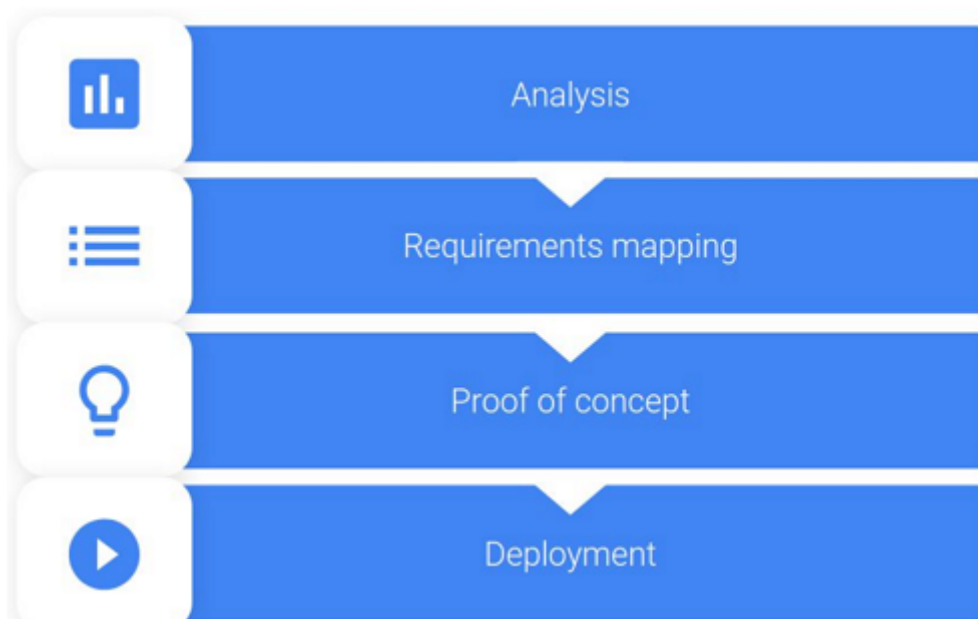 Analysis
Requirements mapping
Proof of concept
Deployment